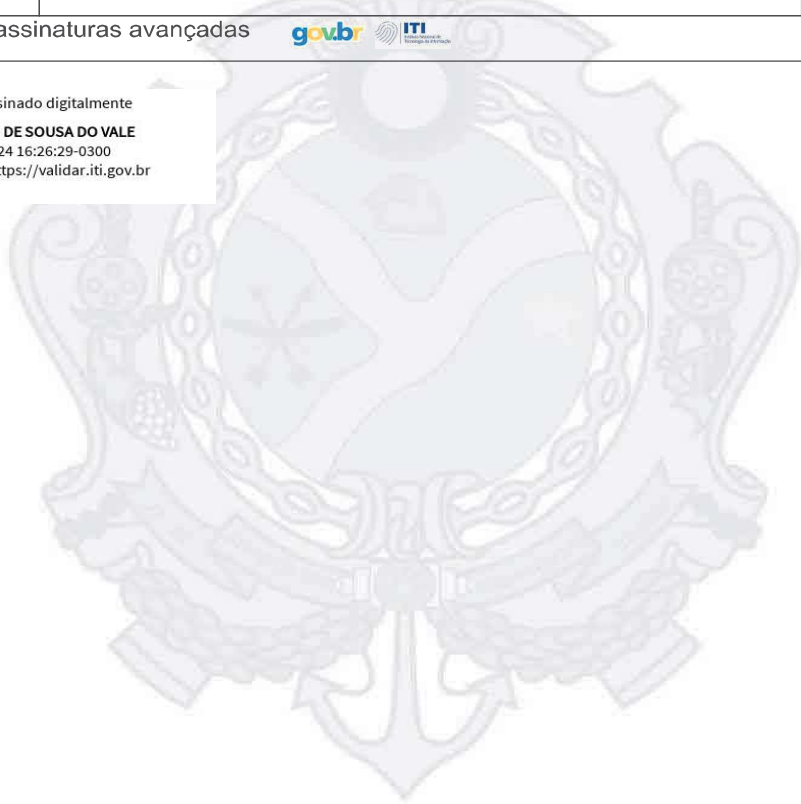 assinaturas avançadas gov.br ITI
sinado digitalmente
DE SOUSA DO VALE
24 16:26:29-0300
ttps://validar.iti.gov.br